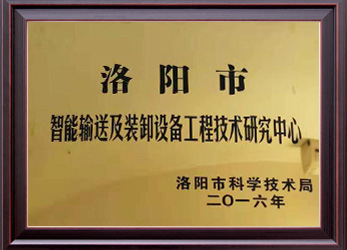 洛阳市
智能输送及装卸设备工程技术研究中心
洛阳市科学技术局
二〇一六年